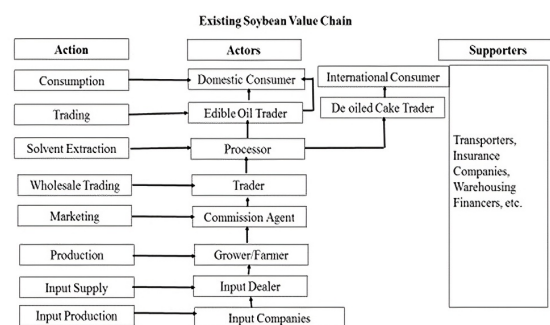 Existing Soybean Value Chain
Action
Actors
Supporters
Consumption
Domestic Consumer
International Consumer
Trading
Edible Oil Trader
De oiled Cake Trader
Solvent Extraction
Processor
Transporters,
Insurance
Companies,
Warehousing
Financers, etc.
Wholesale Trading
Trader
Marketing
Commission Agent
Production
Grower/Farmer
Input Supply
Input Dealer
Input Production
Input Companies